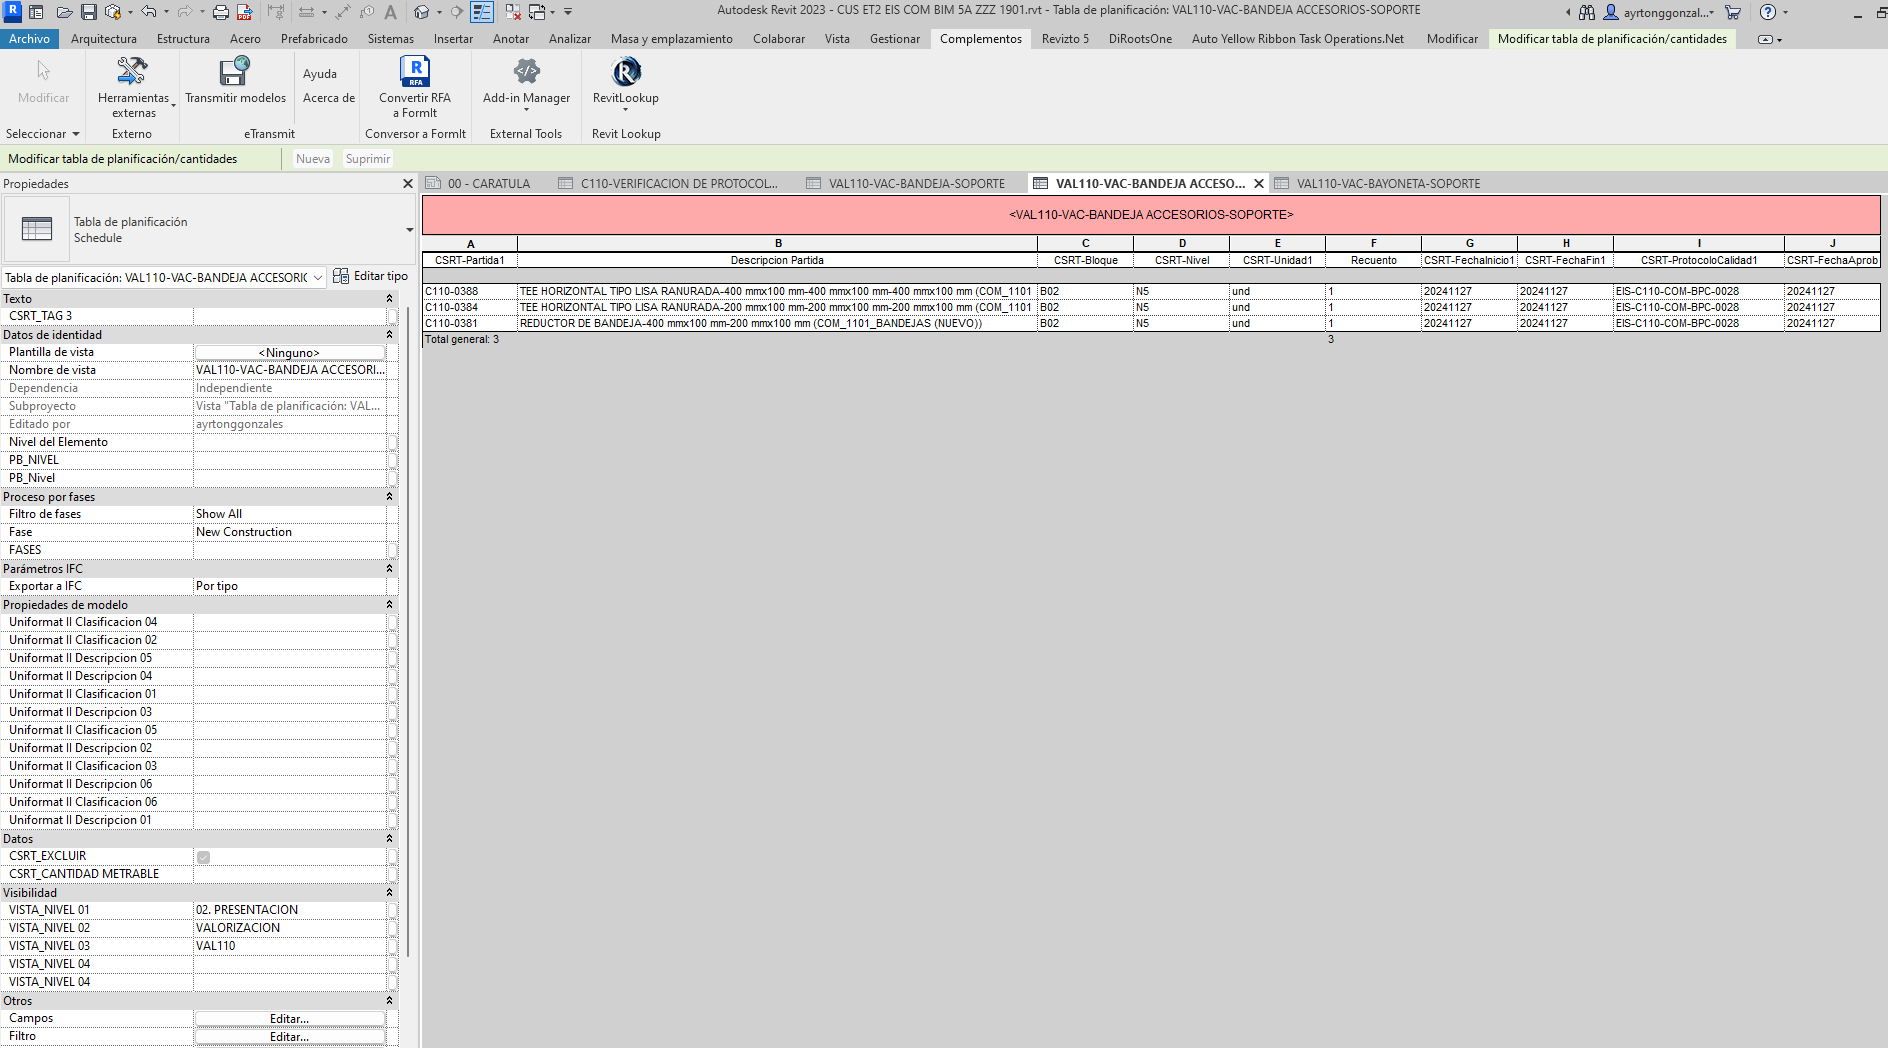 Autodesk Revit 2023 - CUS ET2 EIS COM BIM 5A ZZZ 1901.rvt - Tabla de planificación: VAL110-VAC-BANDEJA ACCESORIOS-SOPORTE
ayrtonggonzal...
Archivo Arquitectura Estructura Acero Prefabricado Sistemas Insertar Anotar Analizar Masa y emplazamiento Colaborar Vista Gestionar Complementos Revizto 5 DiRootsOne Auto Yellow Ribbon Task Operations.Net Modificar Modificar tabla de planificación/cantidades
Modificar
Herramientas externas
Transmitir modelos
Ayuda
Acerca de
Convertir RFA a FormIt
Add-in Manager
RevitLookup
Seleccionar Externo eTransmit Conversor a FormIt External Tools Revit Lookup
Modificar tabla de planificación/cantidades Nueva Suprimir
Propiedades
00 - CARATULA C110-VERIFICACION DE PROTOCOL... VAL110-VAC-BANDEJA-SOPORTE VAL110-VAC-BANDEJA ACCESO... VAL110-VAC-BAYONETA-SOPORTE
Tabla de planificación
Schedule
Tabla de planificación: VAL110-VAC-BANDEJA ACCESORIC Editar tipo
Texto
CSRT_TAG 3
Datos de identidad
Plantilla de vista <Ninguno>
Nombre de vista VAL110-VAC-BANDEJA ACCESORI...
Dependencia Independiente
Subproyecto Vista "Tabla de planificación: VAL...
Editado por ayrtonggonzales
Nivel del Elemento
PB_NIVEL
PB_Nivel
Proceso por fases
Filtro de fases Show All
Fase New Construction
FASES
Parámetros IFC
Exportar a IFC Por tipo
Propiedades de modelo
Uniformat II Clasificacion 04
Uniformat II Clasificacion 02
Uniformat II Descripcion 05
Uniformat II Descripcion 04
Uniformat II Clasificacion 01
Uniformat II Descripcion 03
Uniformat II Clasificacion 05
Uniformat II Descripcion 02
Uniformat II Clasificacion 03
Uniformat II Descripcion 06
Uniformat II Clasificacion 06
Uniformat II Descripcion 01
Datos
CSRT_EXCLUIR
CSRT_CANTIDAD METRABLE
Visibilidad
VISTA_NIVEL 01 02. PRESENTACION
VISTA_NIVEL 02 VALORIZACION
VISTA_NIVEL 03 VAL110
VISTA_NIVEL 04
VISTA_NIVEL 04
Otros
Campos Editar...
Filtro Editar...
<VAL110-VAC-BANDEJA ACCESORIOS-SOPORTE>
A B C D E F G H I J
CSRT-Partida1 Descripcion Partida CSRT-Bloque CSRT-Nivel CSRT-Unidad1 Recuento CSRT-FechaInicio1 CSRT-FechaFin1 CSRT-ProtocoloCalidad1 CSRT-FechaAprob
C110-0388 TEE HORIZONTAL TIPO LISA RANURADA-400 mmx100 mm-400 mmx100 mm-400 mmx100 mm (COM_1101 B02 N5 und 1 20241127 20241127 EIS-C110-COM-BPC-0028 20241127
C110-0384 TEE HORIZONTAL TIPO LISA RANURADA-200 mmx100 mm-200 mmx100 mm-200 mmx100 mm (COM_1101 B02 N5 und 1 20241127 20241127 EIS-C110-COM-BPC-0028 20241127
C110-0381 REDUCTOR DE BANDEJA-400 mmx100 mm-200 mmx100 mm (COM_1101_BANDEJAS (NUEVO)) B02 N5 und 1 20241127 20241127 EIS-C110-COM-BPC-0028 20241127
Total general: 3 3